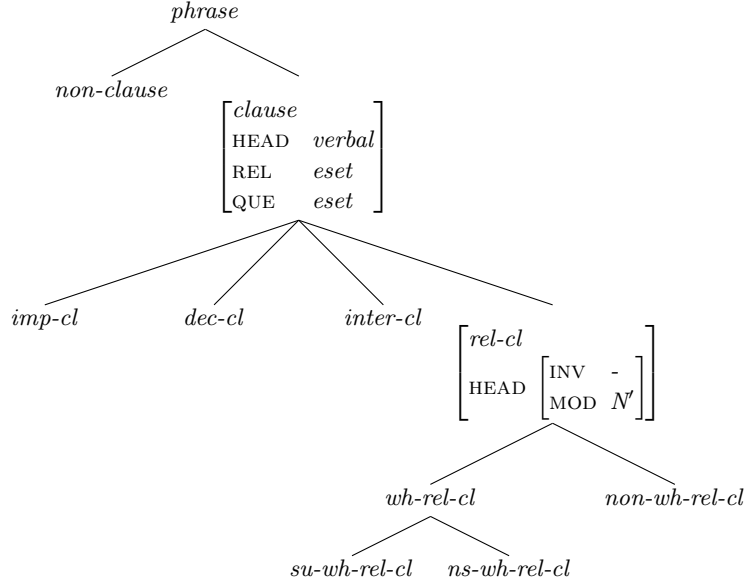 phrase
non-clause
clause
HEAD verbal
REL eset
QUE eset
imp-cl dec-cl inter-cl
rel-cl
HEAD INV -
MOD N′
wh-rel-cl non-wh-rel-cl
su-wh-rel-cl ns-wh-rel-cl